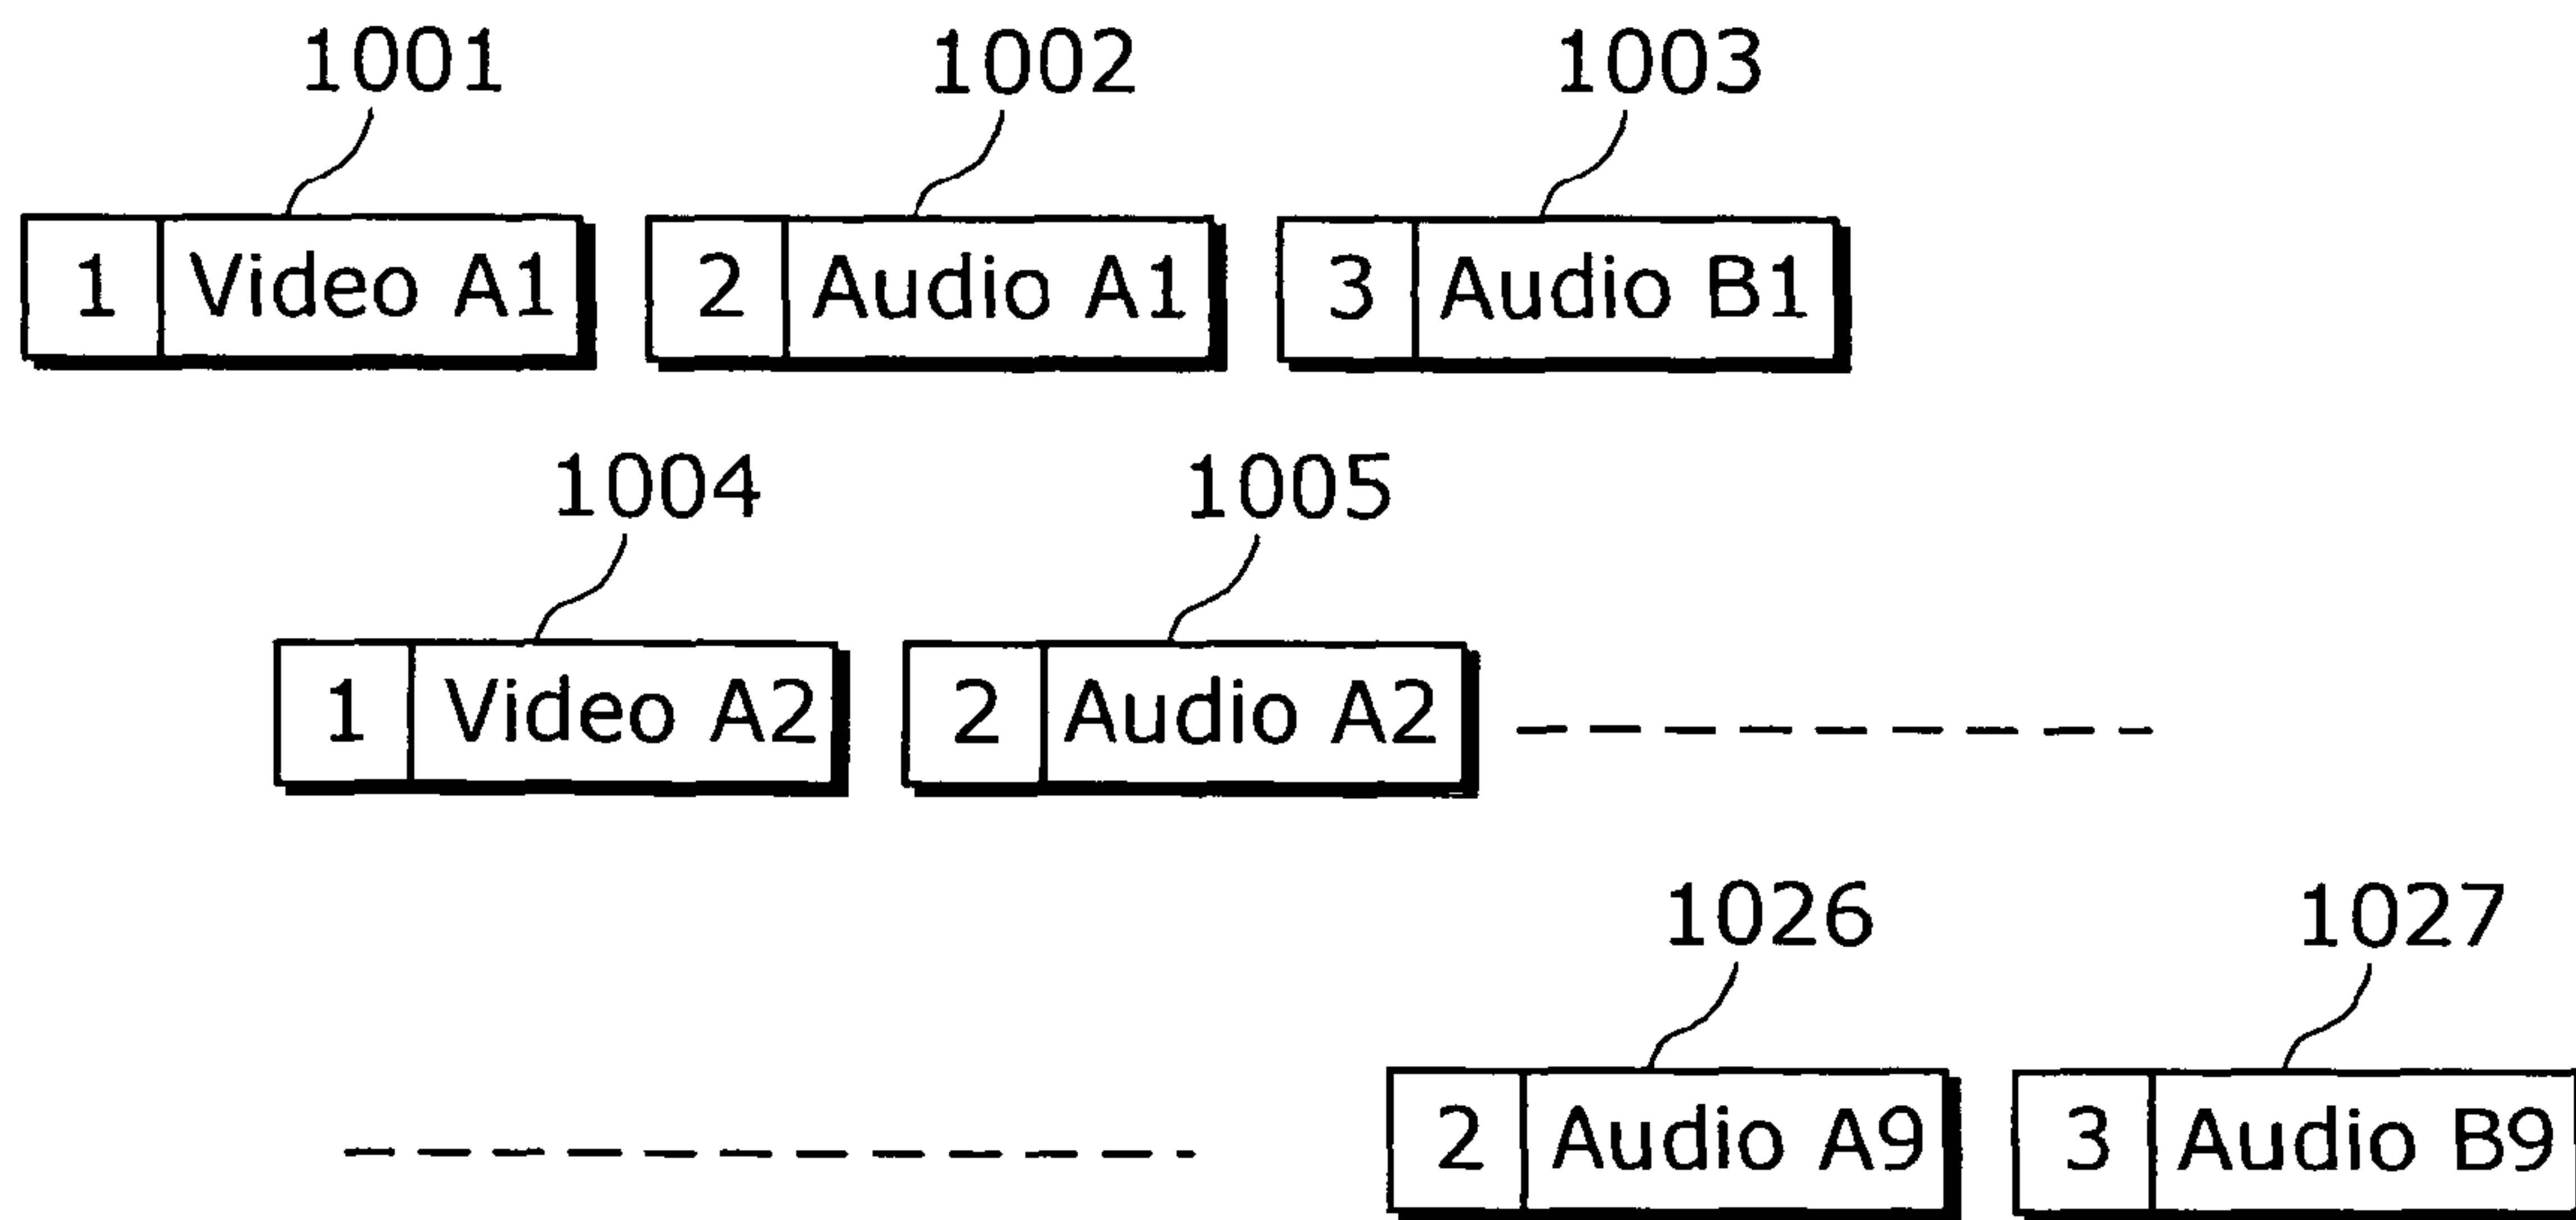 1001 1002 1003
1 Video A1 2 Audio A1 3 Audio B1
1004 1005
1 Video A2 2 Audio A2
1026 1027
2 Audio A9 3 Audio B9